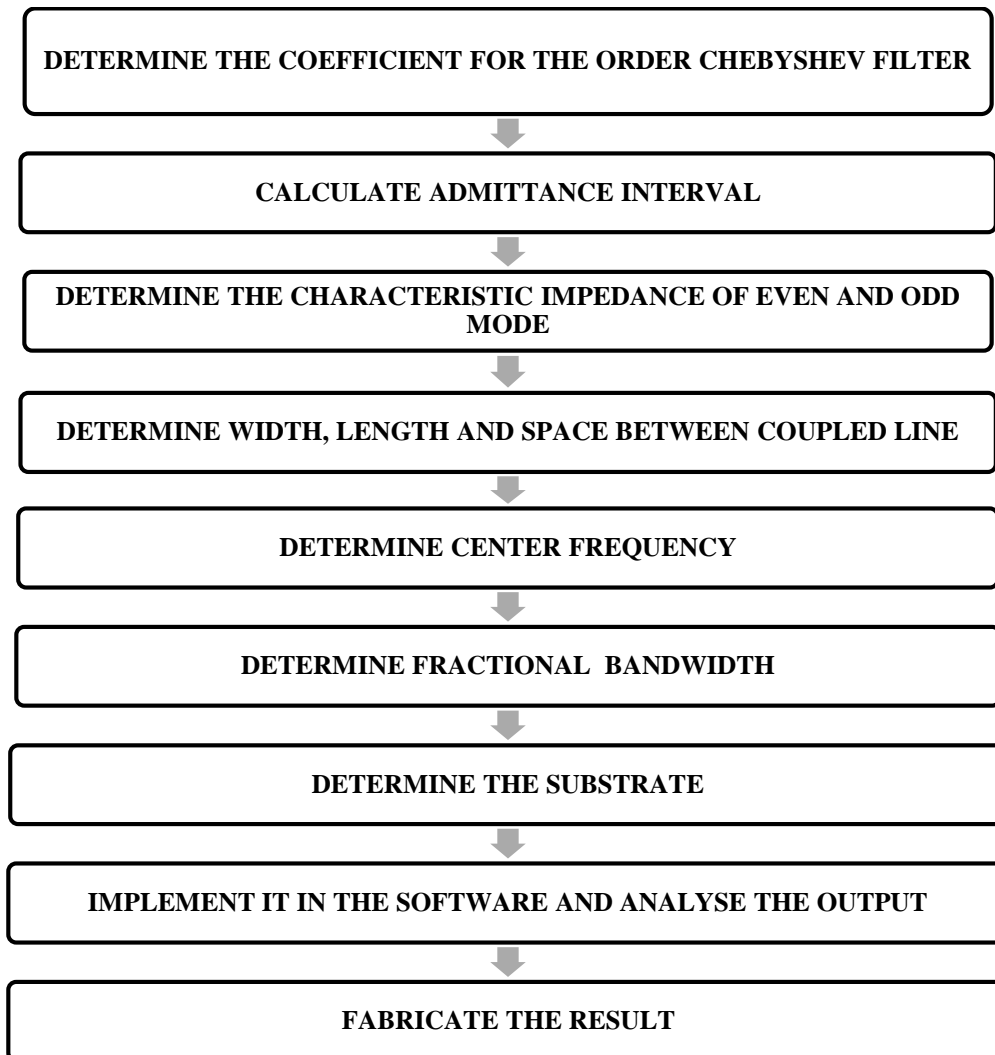 DETERMINE THE COEFFICIENT FOR THE ORDER CHEBYSHEV FILTER
CALCULATE ADMITTANCE INTERVAL
DETERMINE THE CHARACTERISTIC IMPEDANCE OF EVEN AND ODD
MODE
DETERMINE WIDTH, LENGTH AND SPACE BETWEEN COUPLED LINE
DETERMINE CENTER FREQUENCY
DETERMINE FRACTIONAL  BANDWIDTH
DETERMINE THE SUBSTRATE
IMPLEMENT IT IN THE SOFTWARE AND ANALYSE THE OUTPUT
FABRICATE THE RESULT